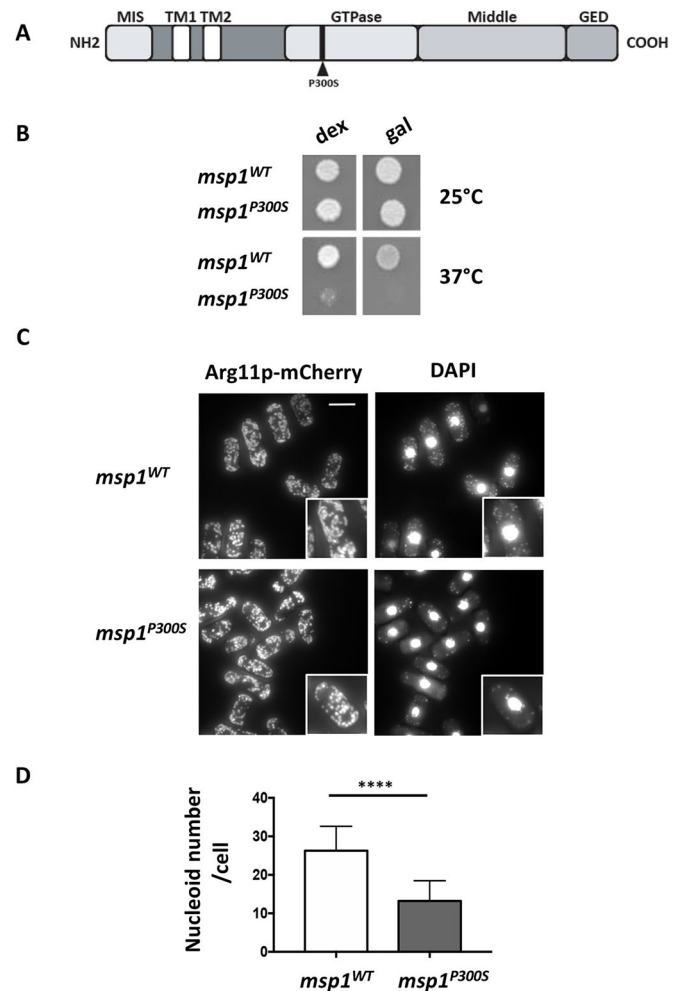 A
MIS TM1 TM2 GTPase Middle GED
NH2 COOH
P300S
B
dex gal
msp1WT
25°C
msp1P300S
msp1WT
37°C
msp1P300S
C
Arg11p-mCherry DAPI
msp1WT
msp1P300S
D
****
40
30
20
10
0
Nucleoid number
/cell
msp1WT msp1P300S